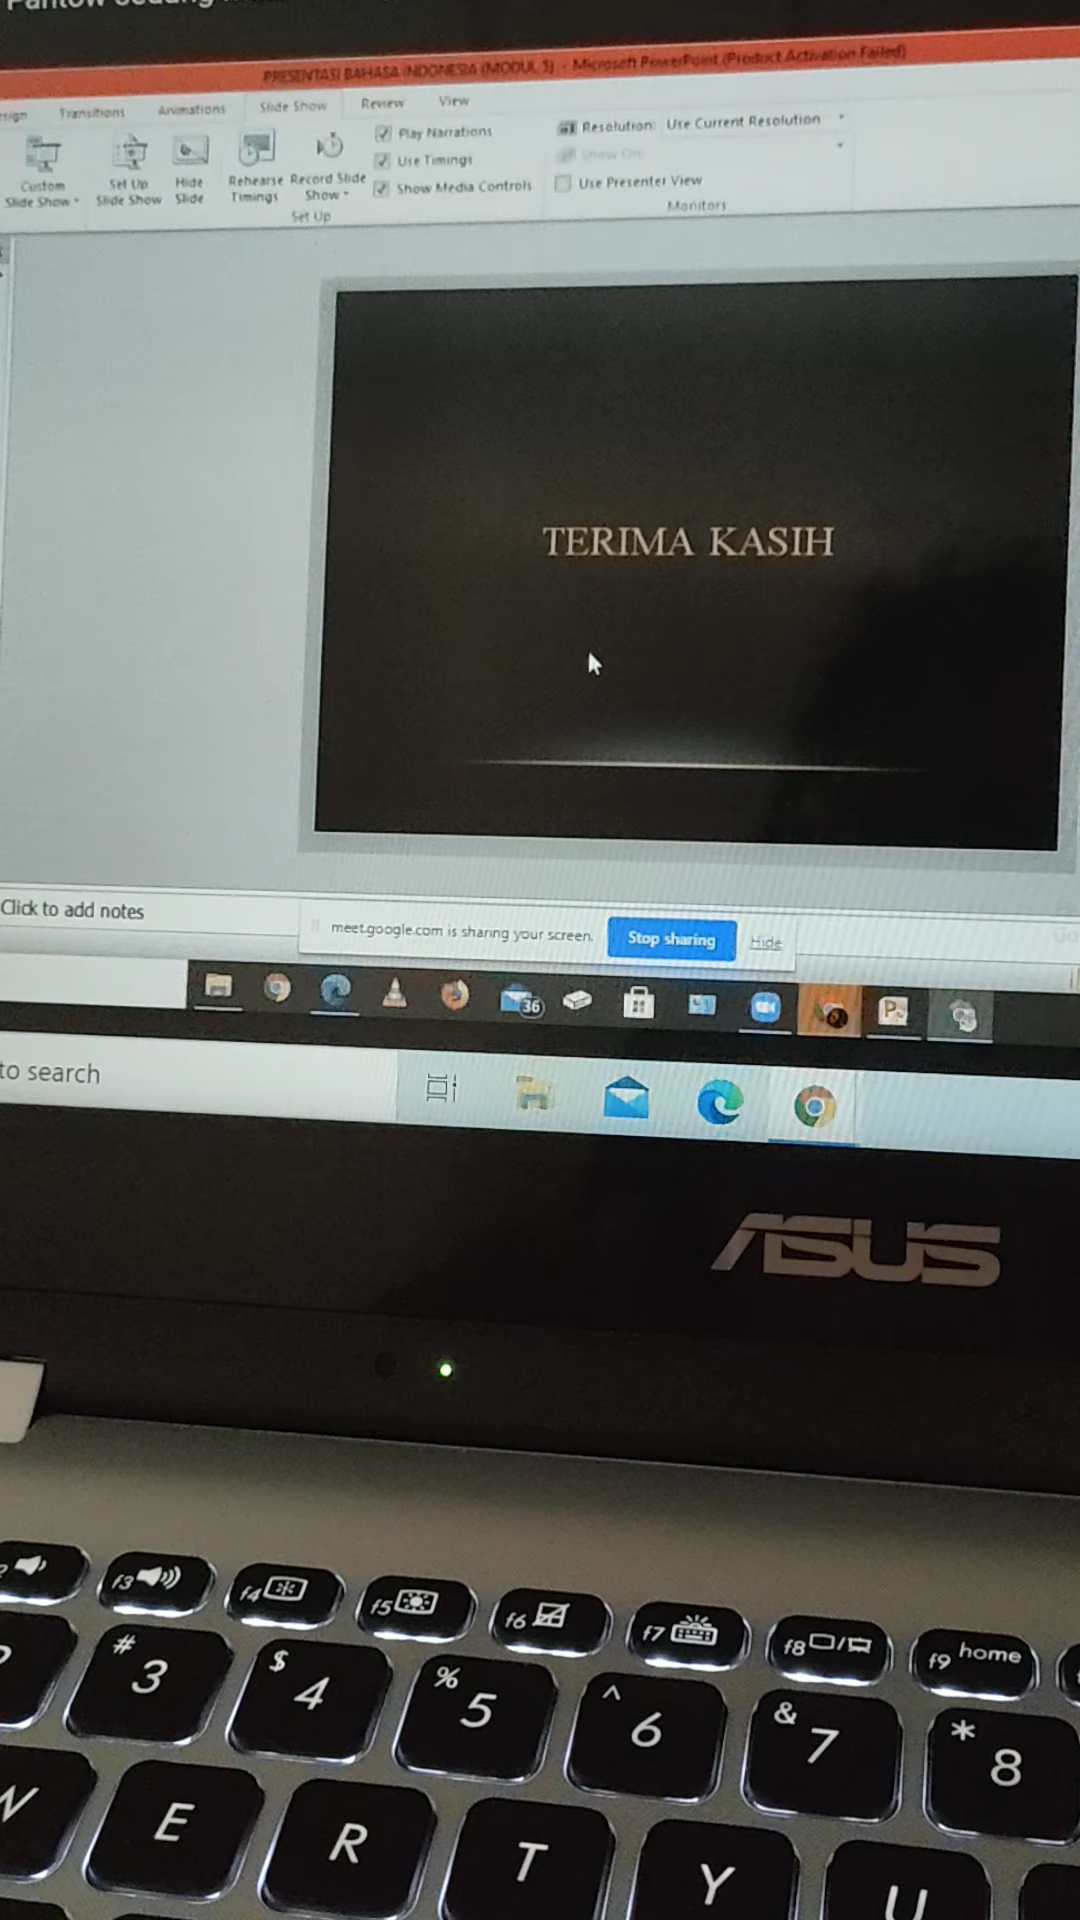 PRESENTASI BAHASA INDONESIA (MODUL 5) - Microsoft PowerPoint (Product Activation Failed)
Transitions Animations Slide Show Review View
Custom
Slide Show
Set Up
Slide Show
Hide
Slide
Rehearse
Timings
Record Slide
Show
Play Narrations
Use Timings
Show Media Controls
Set Up
Resolution: Use Current Resolution
Show On:
Use Presenter View
Monitors
TERIMA KASIH
Click to add notes
meet.google.com is sharing your screen. Stop sharing Hide
36
to search
ASUS
f3 f4 f5 f6 f7 f8 f9 home
# 3 $ 4 % 5 ^ 6 & 7 * 8
W E R T Y U